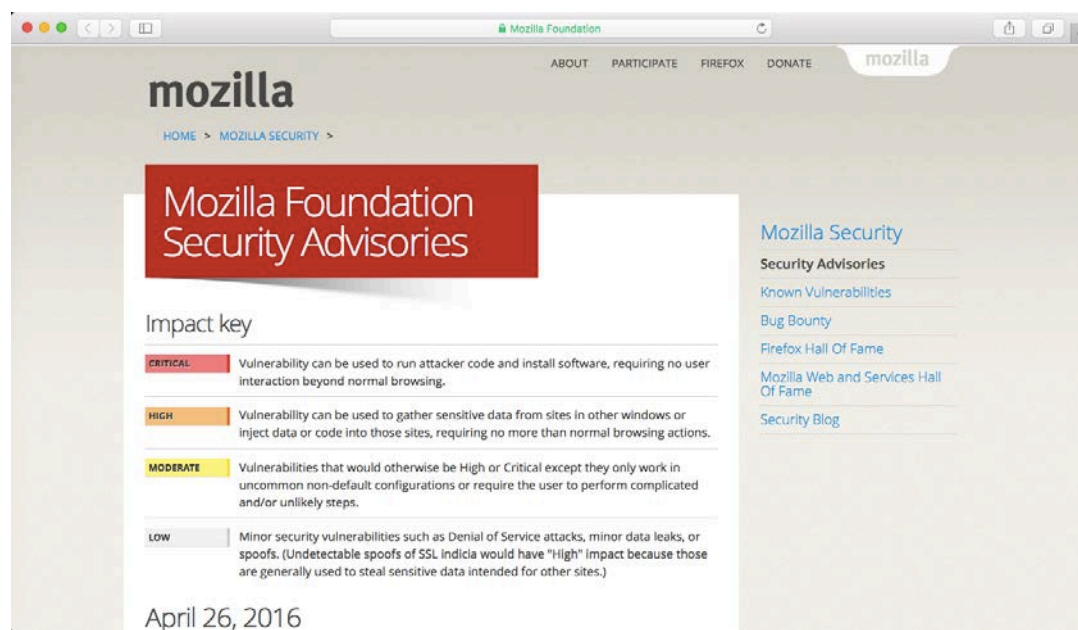 Mozilla Foundation
ABOUT PARTICIPATE FIREFOX DONATE mozilla
mozilla
HOME > MOZILLA SECURITY >
Mozilla Foundation
Security Advisories
Impact key
CRITICAL Vulnerability can be used to run attacker code and install software, requiring no user
interaction beyond normal browsing.
HIGH Vulnerability can be used to gather sensitive data from sites in other windows or
inject data or code into those sites, requiring no more than normal browsing actions.
MODERATE Vulnerabilities that would otherwise be High or Critical except they only work in
uncommon non-default configurations or require the user to perform complicated
and/or unlikely steps.
LOW Minor security vulnerabilities such as Denial of Service attacks, minor data leaks, or
spoofs. (Undetectable spoofs of SSL indicia would have "High" impact because those
are generally used to steal sensitive data intended for other sites.)
April 26, 2016
Mozilla Security
Security Advisories
Known Vulnerabilities
Bug Bounty
Firefox Hall Of Fame
Mozilla Web and Services Hall
Of Fame
Security Blog